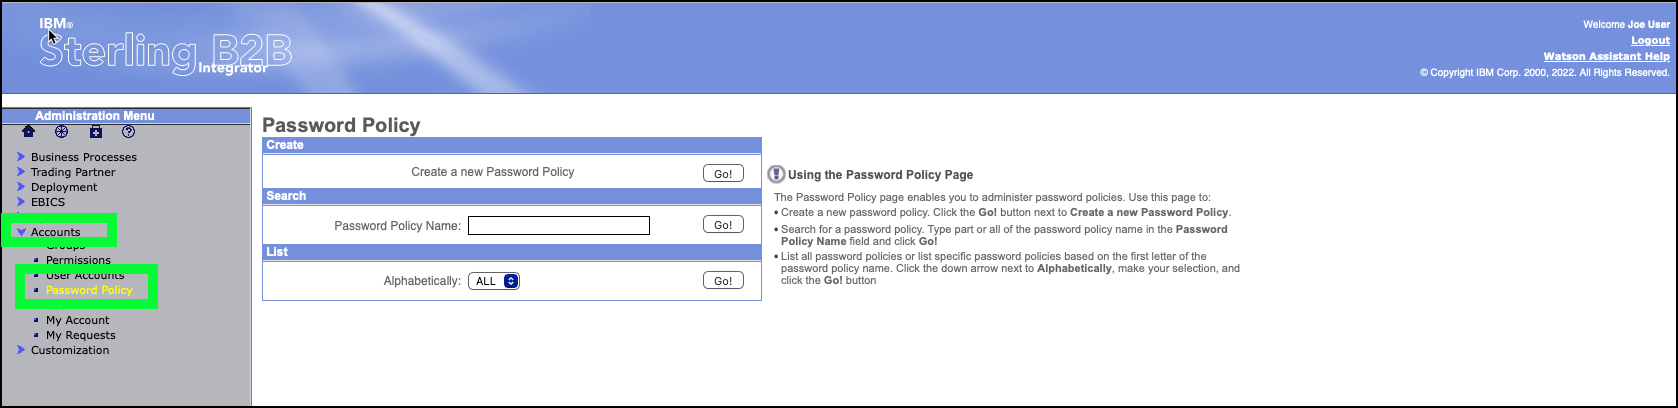 IBM®
Sterling B2B
Integrator
Welcome Joe User
Logout
Watson Assistant Help
© Copyright IBM Corp. 2000, 2022. All Rights Reserved.
Administration Menu
Business Processes
Trading Partner
Deployment
EBICS
Accounts
Groups
Permissions
User Accounts
Password Policy
My Account
My Requests
Customization
Password Policy
Create
Create a new Password Policy Go!
Search
Password Policy Name: Go!
List
Alphabetically: ALL Go!
Using the Password Policy Page
The Password Policy page enables you to administer password policies. Use this page to:
• Create a new password policy. Click the Go! button next to Create a new Password Policy.
• Search for a password policy. Type part or all of the password policy name in the Password
Policy Name field and click Go!
• List all password policies or list specific password policies based on the first letter of the
password policy name. Click the down arrow next to Alphabetically, make your selection, and
click the Go! button